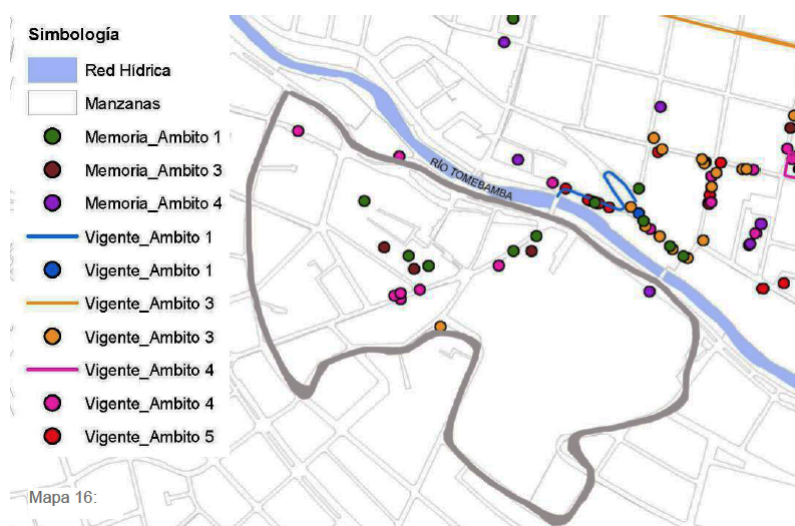 Simbología
Red Hídrica
Manzanas
Memoria_Ambito 1
Memoria_Ambito 3
Memoria_Ambito 4
Vigente_Ambito 1
Vigente_Ambito 1
Vigente_Ambito 3
Vigente_Ambito 3
Vigente_Ambito 4
Vigente_Ambito 4
Vigente_Ambito 5
RÍO TOMEBAMBA
Mapa 16: